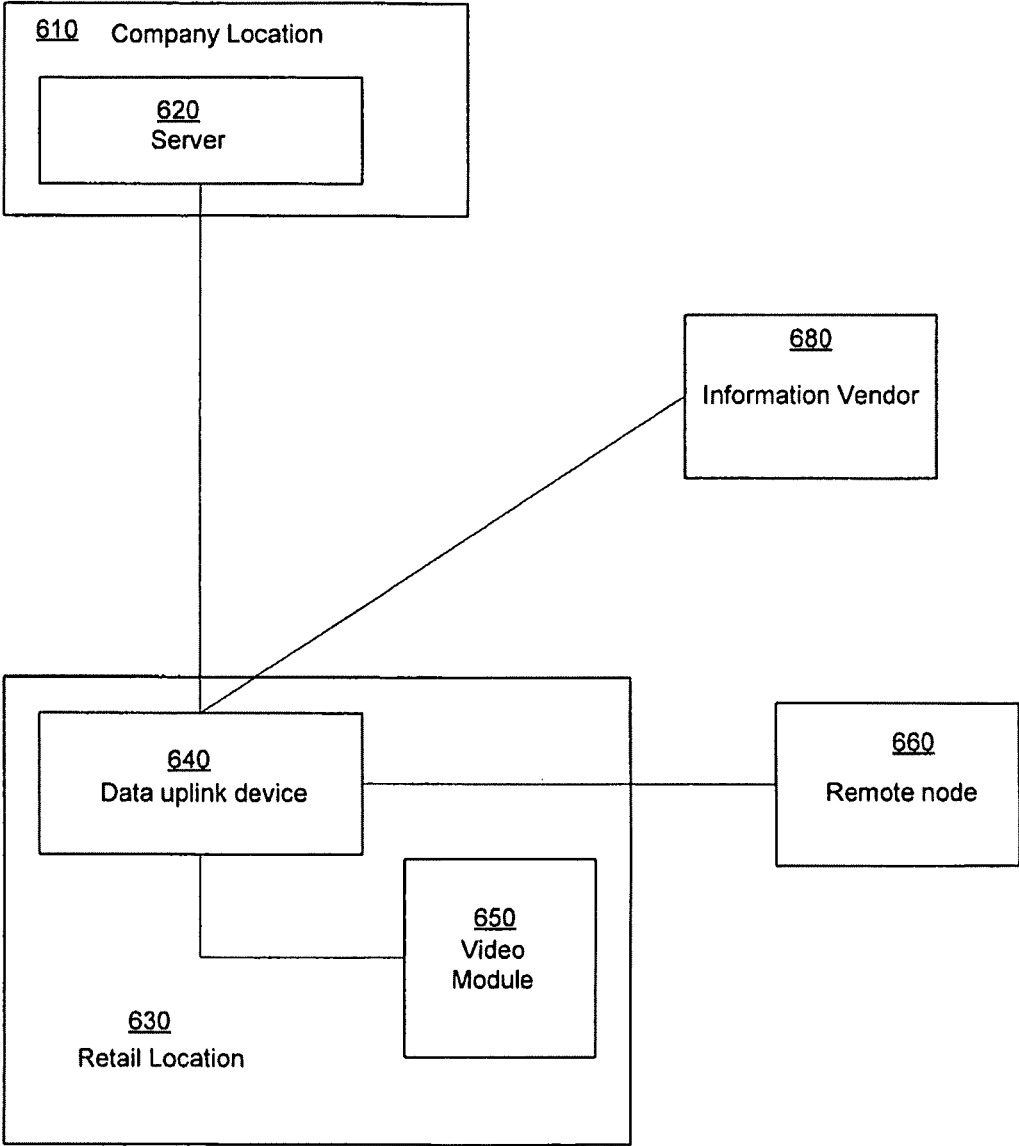 610 Company Location
620
Server
680
Information Vendor
640
Data uplink device
660
Remote node
650
Video
Module
630
Retail Location